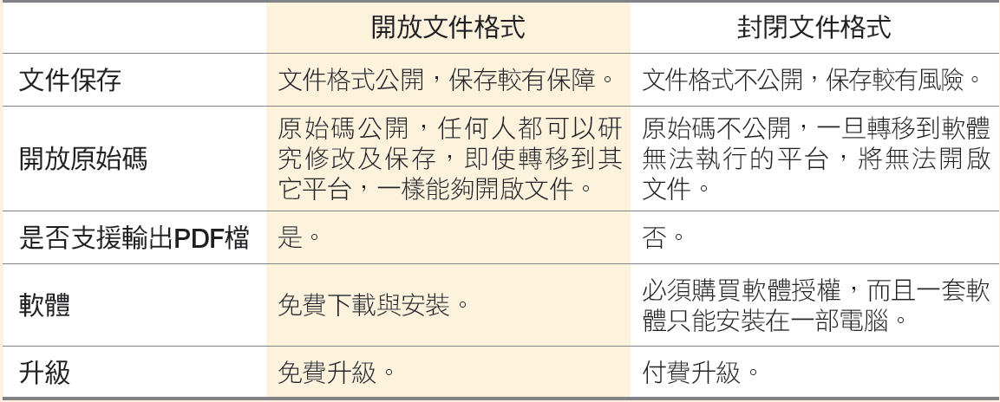 開放文件格式
封閉文件格式
文件保存
文件格式公開，保存較有保障。
文件格式不公開，保存較有風險。
開放原始碼
原始碼公開，任何人都可以研
究修改及保存，即使轉移到其
它平台，一樣能夠開啟文件。
原始碼不公開，一旦轉移到軟體
無法執行的平台，將無法開啟
文件。
是否支援輸出PDF檔
是。
否。
軟體
免費下載與安裝。
必須購買軟體授權，而且一套軟
體只能安裝在一部電腦。
升級
免費升級。
付費升級。